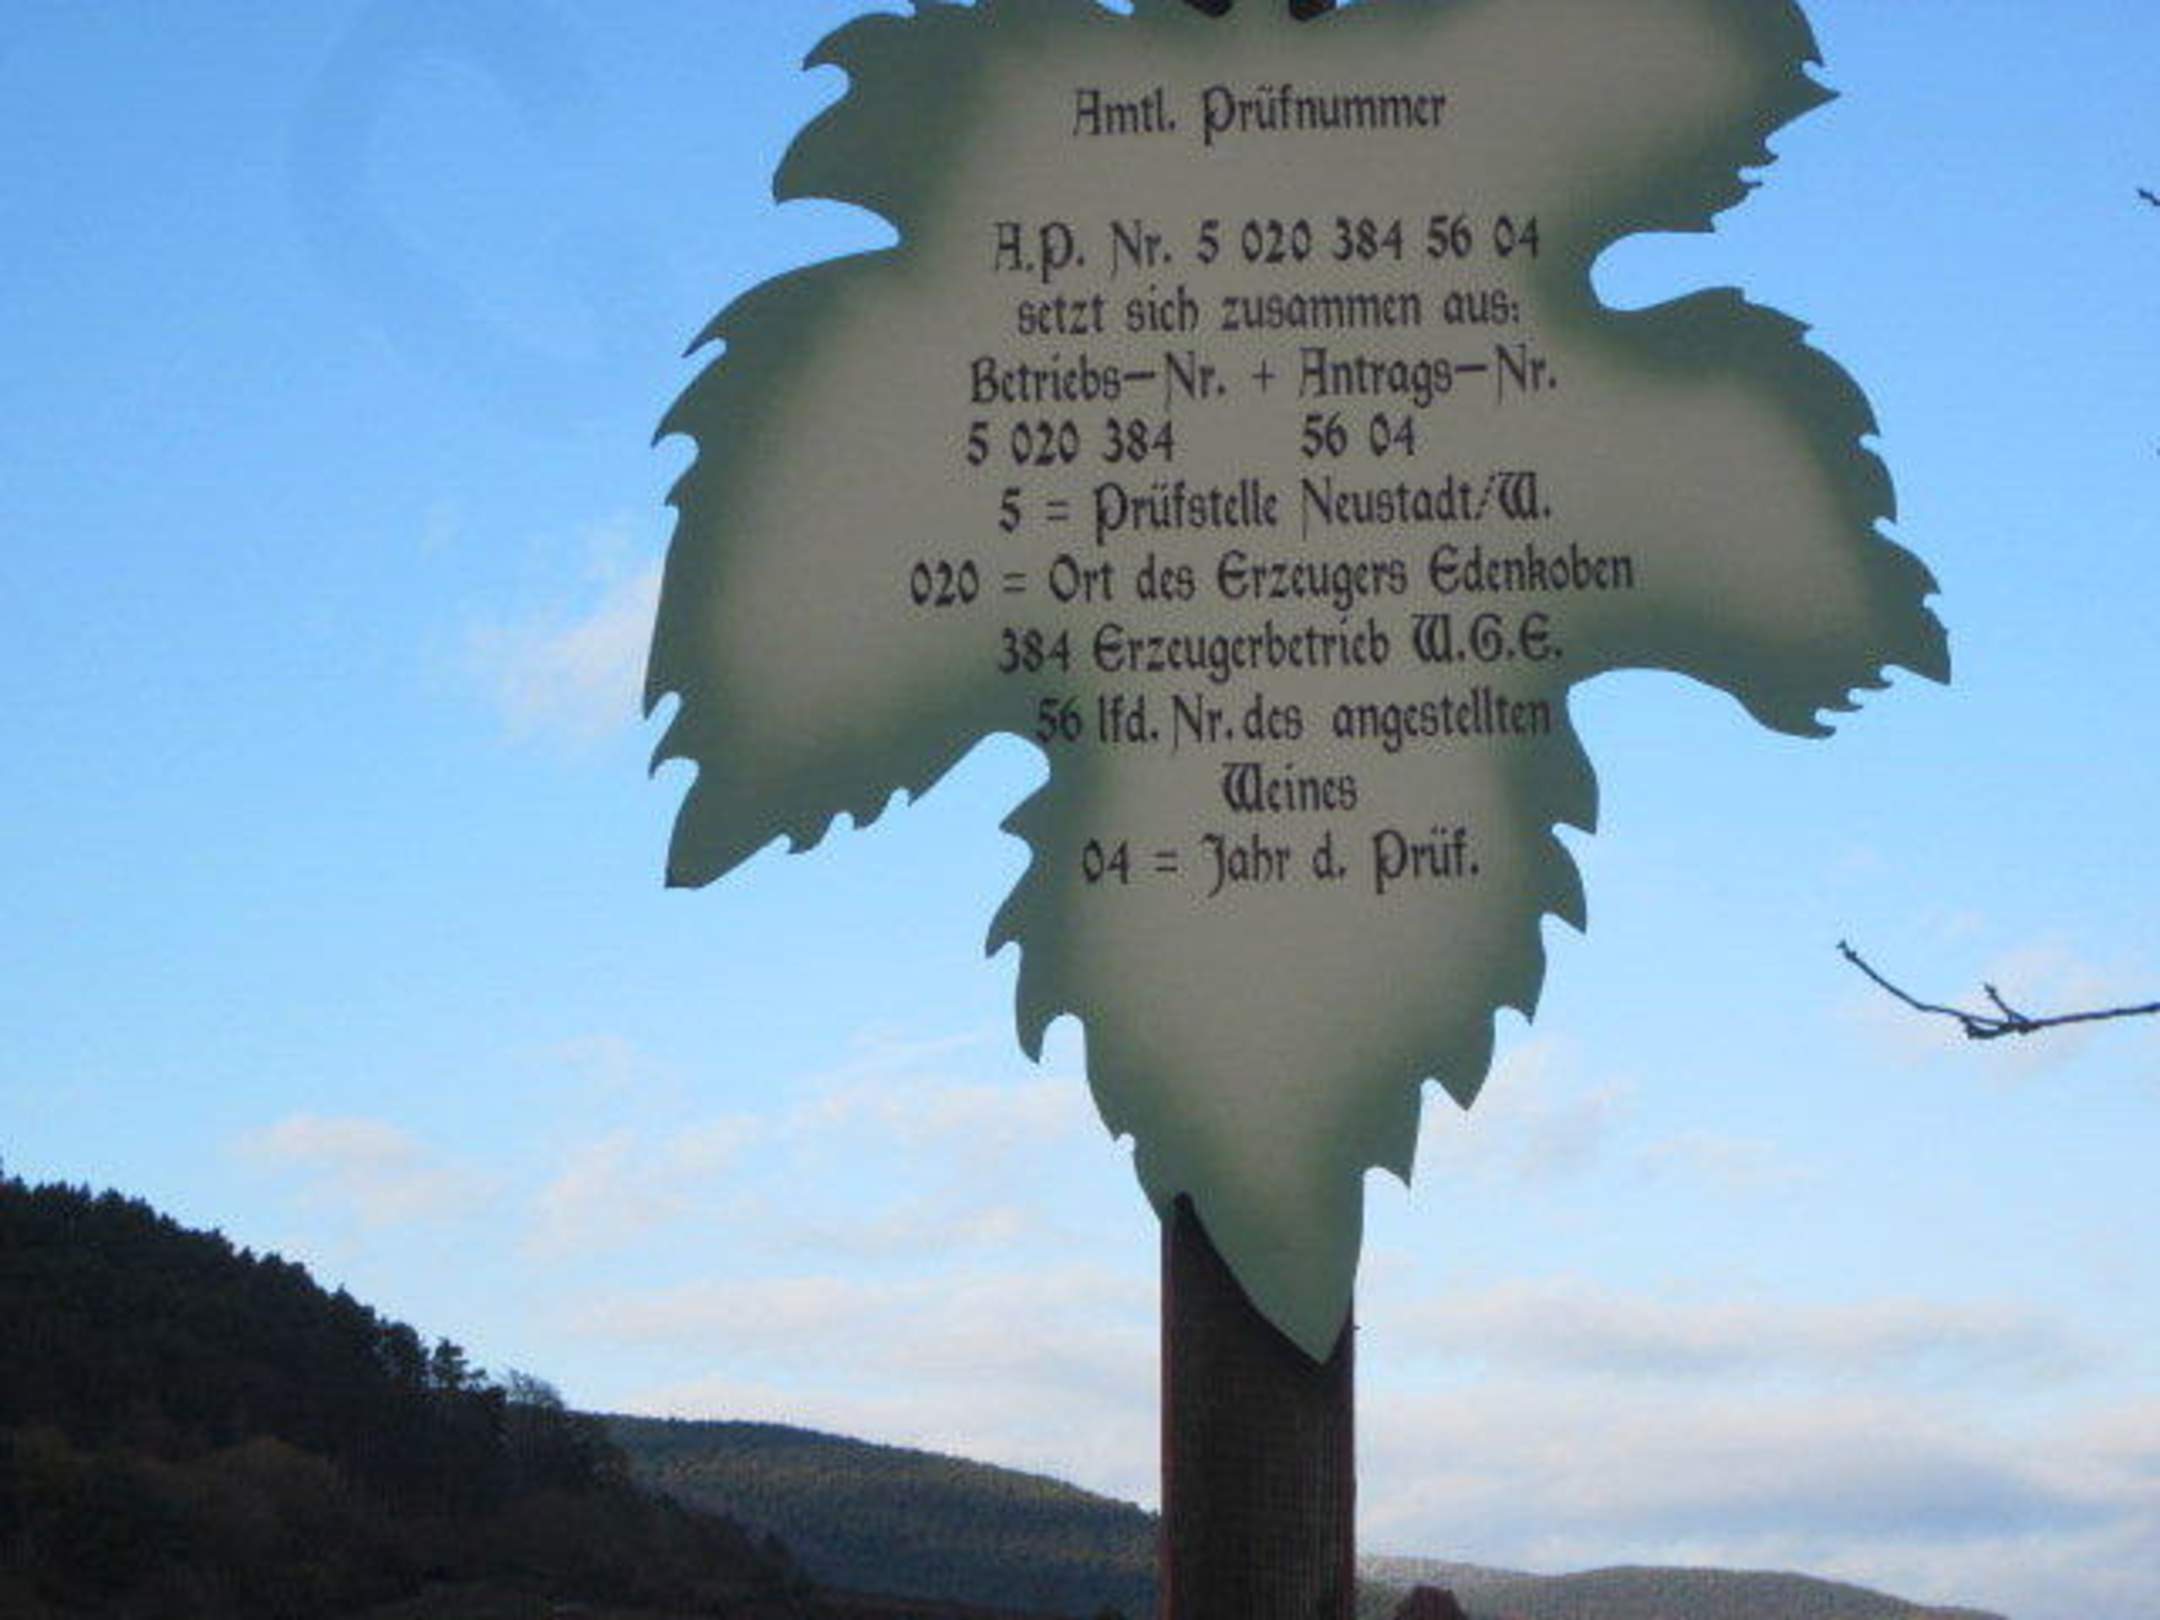 Amtl. Prüfnummer
A.P. Nr. 5 020 384 56 04
setzt sich zusammen aus:
Betriebs-Nr. + Antrags-Nr.
5 020 384 56 04
5 = Prüfstelle Neustadt/W.
020 = Ort des Erzeugers Edenkoben
384 Erzeugerbetrieb W.G.E.
56 lfd. Nr. des angestellten
Weines
04 = Jahr d. Prüf.